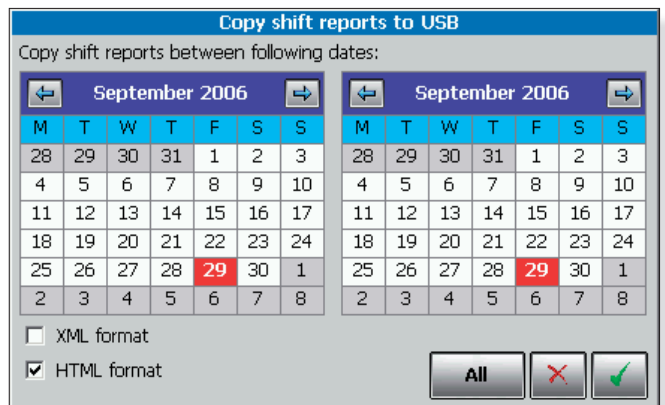 Copy shift reports to USB
Copy shift reports between following dates:
September 2006 September 2006
M T W T F S S M T W T F S S
28 29 30 31 1 2 3 28 29 30 31 1 2 3
4 5 6 7 8 9 10 4 5 6 7 8 9 10
11 12 13 14 15 16 17 11 12 13 14 15 16 17
18 19 20 21 22 23 24 18 19 20 21 22 23 24
25 26 27 28 29 30 1 25 26 27 28 29 30 1
2 3 4 5 6 7 8 2 3 4 5 6 7 8
XML format
HTML format
All